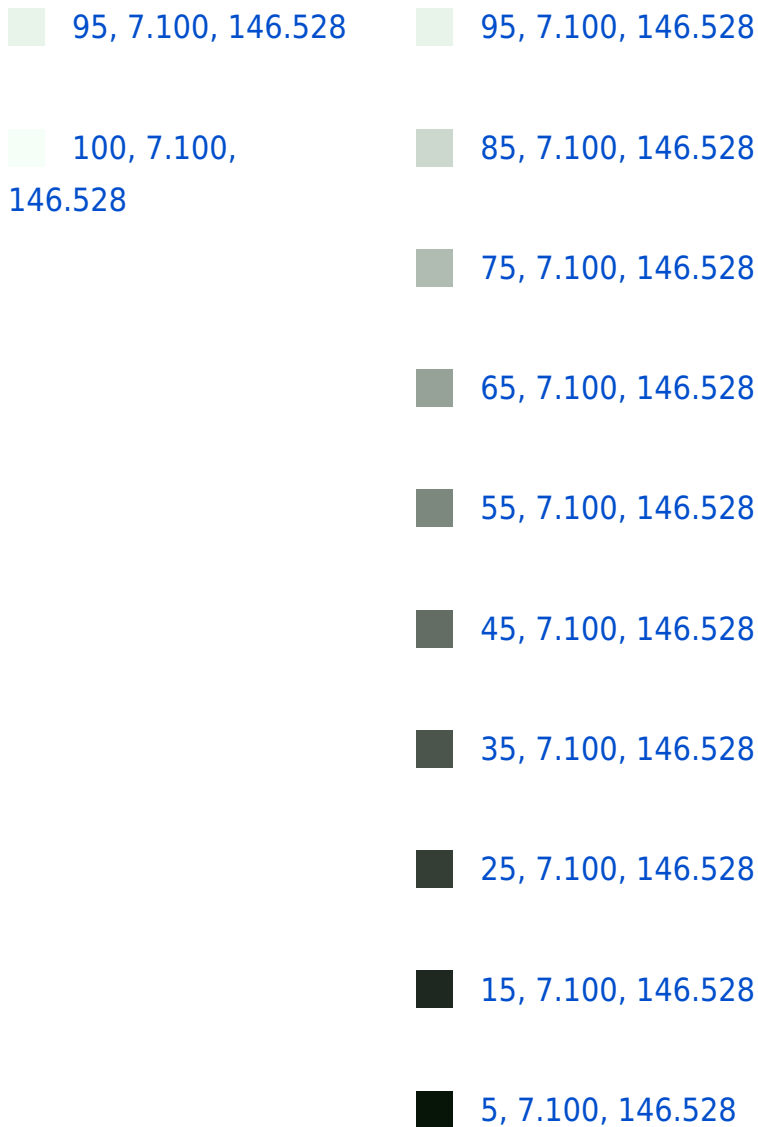 95, 7.100, 146.528
100, 7.100,
146.528
95, 7.100, 146.528
85, 7.100, 146.528
75, 7.100, 146.528
65, 7.100, 146.528
55, 7.100, 146.528
45, 7.100, 146.528
35, 7.100, 146.528
25, 7.100, 146.528
15, 7.100, 146.528
5, 7.100, 146.528